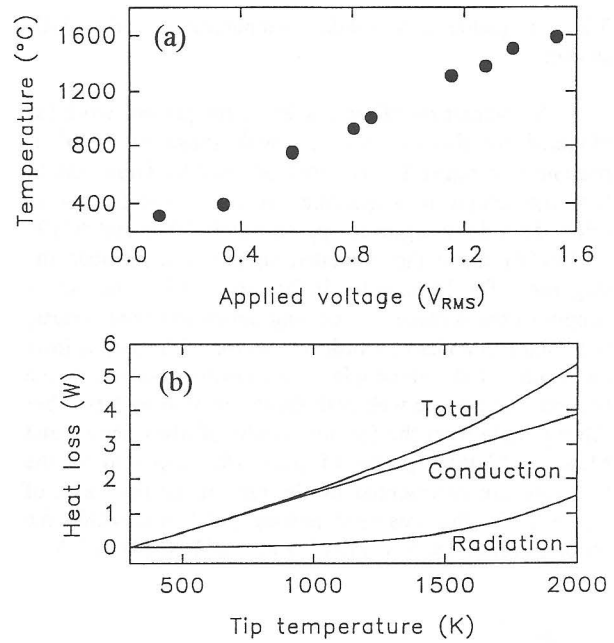 (a)
Temperature (°C)
1600
1200
800
400
0.0 0.4 0.8 1.2 1.6
Applied voltage (V_RMS)
(b)
Heat loss (W)
6
5
4
3
2
1
0
Total
Conduction
Radiation
500 1000 1500 2000
Tip temperature (K)